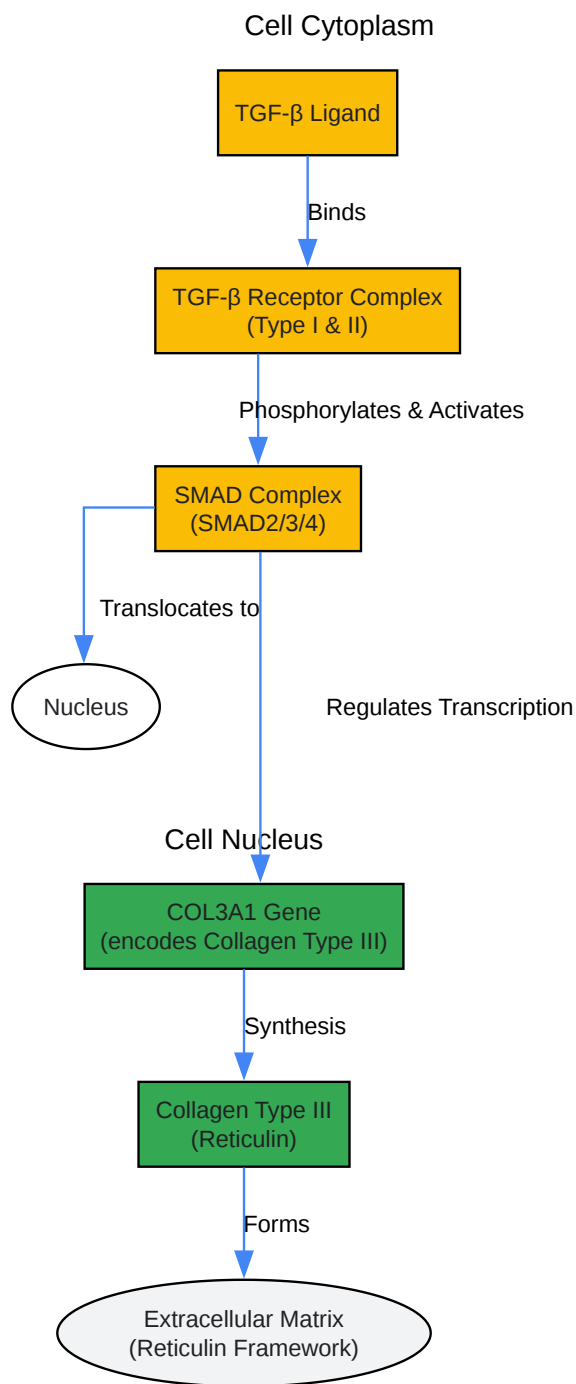 Cell Cytoplasm
TGF-β Ligand
Binds
TGF-β Receptor Complex
(Type I & II)
Phosphorylates & Activates
SMAD Complex
(SMAD2/3/4)
Translocates to
Nucleus
Regulates Transcription
Cell Nucleus
COL3A1 Gene
(encodes Collagen Type III)
Synthesis
Collagen Type III
(Reticulin)
Forms
Extracellular Matrix
(Reticulin Framework)